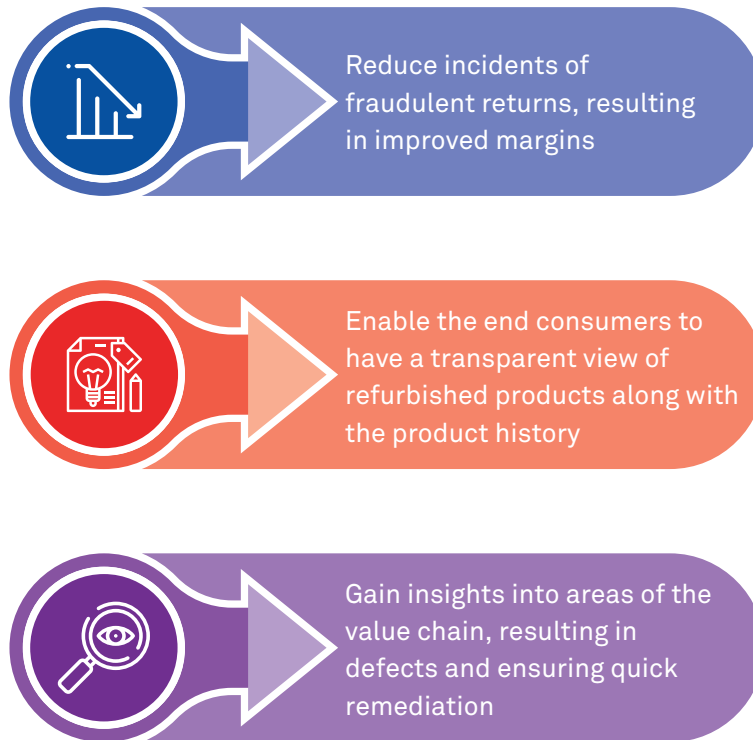 Reduce incidents of
fraudulent returns, resulting
in improved margins
Enable the end consumers to
have a transparent view of
refurbished products along with
the product history
Gain insights into areas of the
value chain, resulting in
defects and ensuring quick
remediation